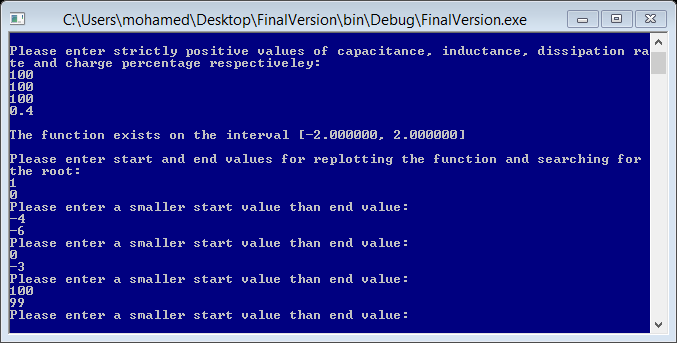 C:\Users\mohamed\Desktop\FinalVersion\bin\Debug\FinalVersion.exe
Please enter strictly positive values of capacitance, inductance, dissipation ra
te and charge percentage respectiveley:
100
100
100
0.4
The function exists on the interval [-2.000000, 2.000000]
Please enter start and end values for replotting the function and searching for
the root:
1
0
Please enter a smaller start value than end value:
-4
-6
Please enter a smaller start value than end value:
0
-3
Please enter a smaller start value than end value:
100
99
Please enter a smaller start value than end value: